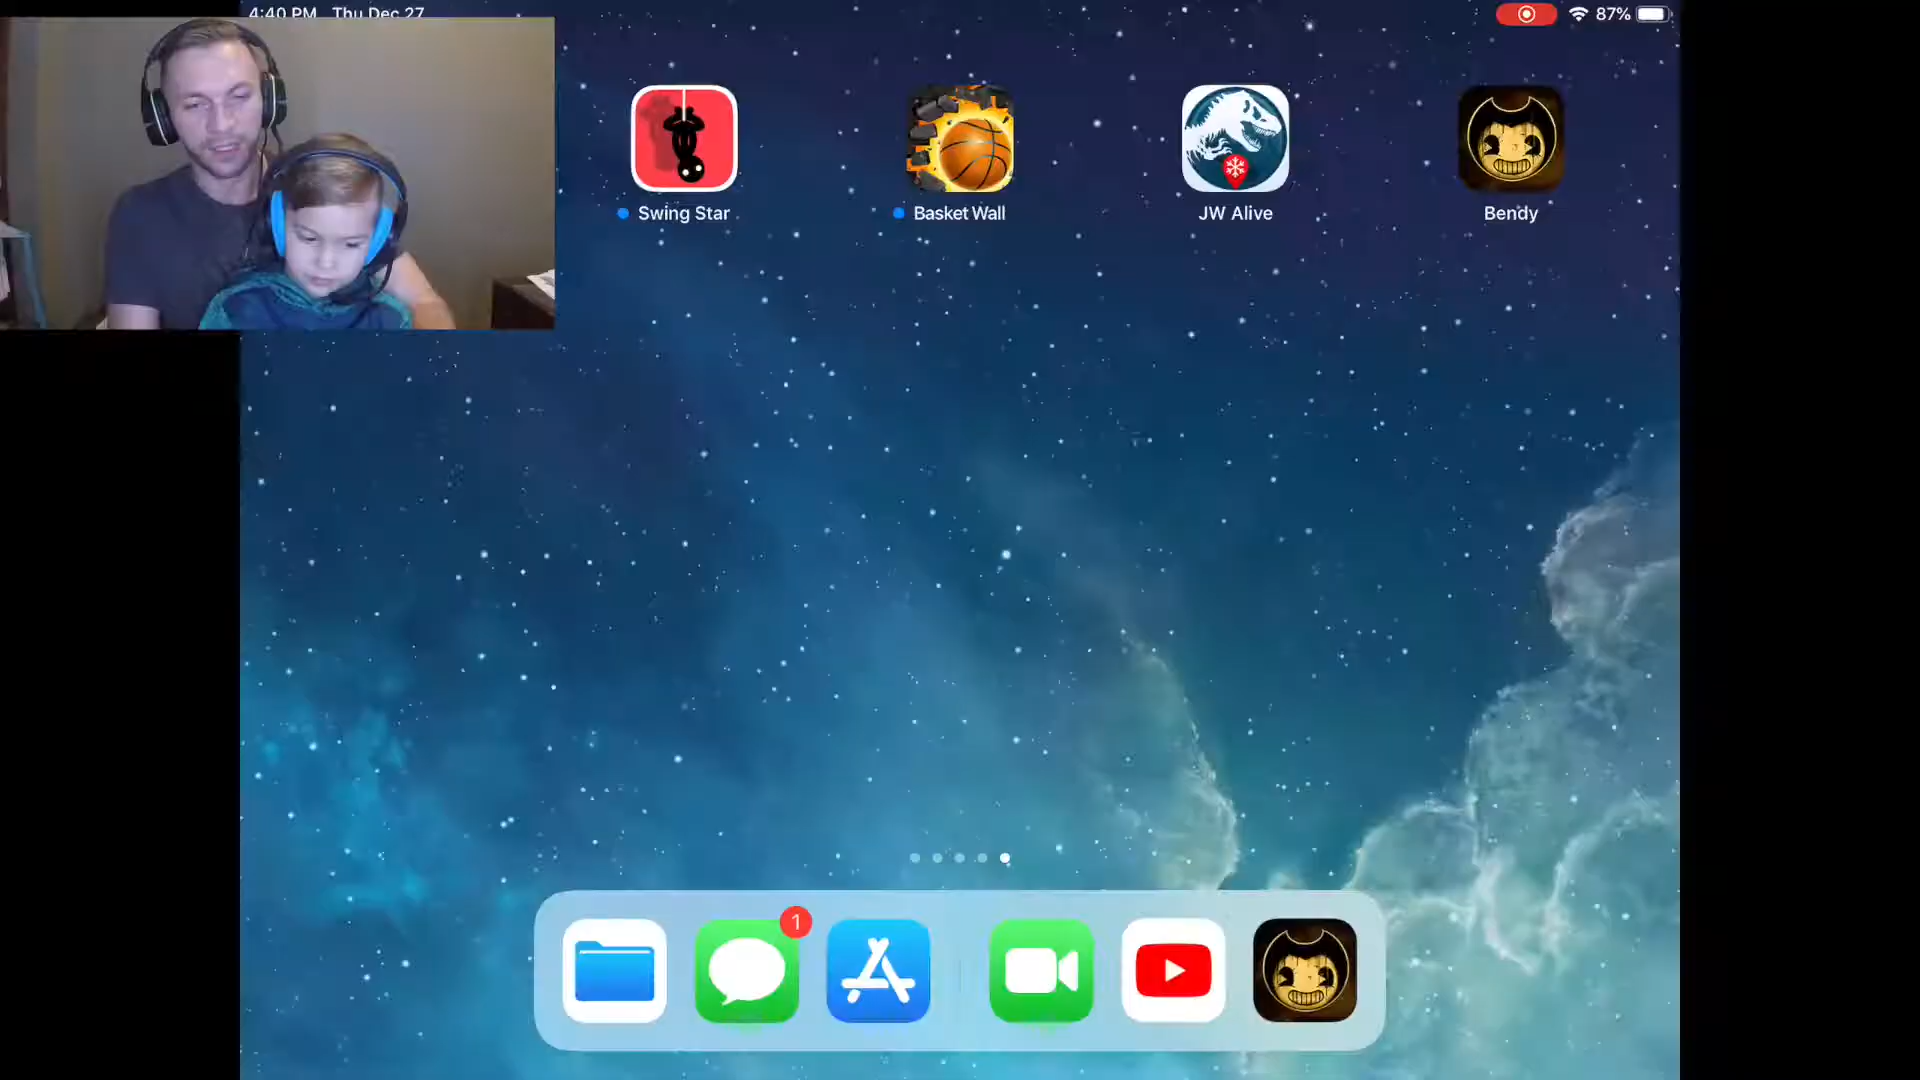 4:40 PM Thu Dec 27
87%
Swing Star
Basket Wall
JW Alive
Bendy
1